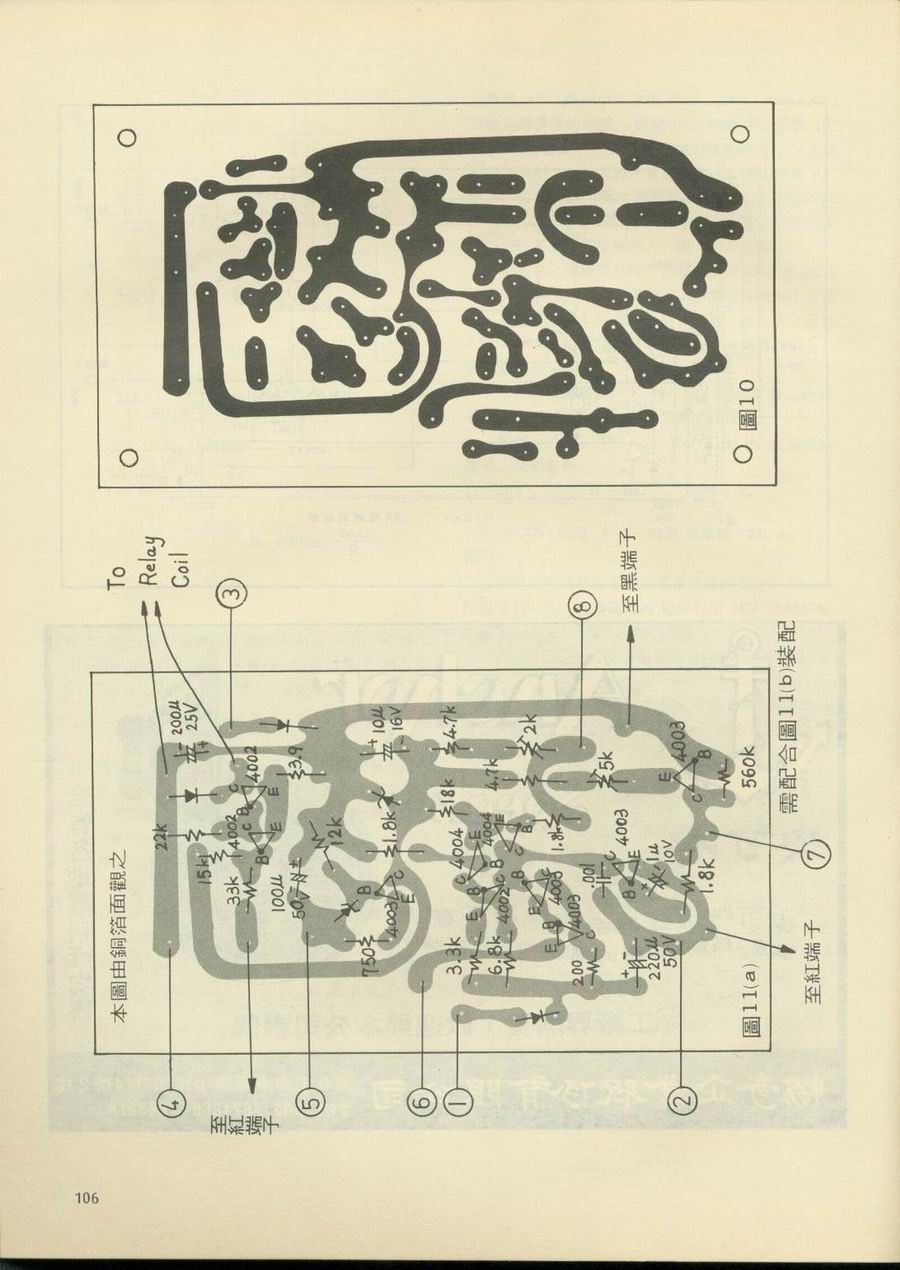 圖10
To
Relay
Coil
③
⑧
至黑端子
本圖由銅箔面觀之
圖11(a)
需配合圖11(b)裝配
200μ
25V
10μ
16V
4.7k
2k
4003
B
E
C
560k
22k
4002
C
B
E
3.9
4.7k
5k
15k
4002
C
B
E
12k
1.8k
18k
4004
E
C
B
4004
E
C
B
1.8k
.001
4003
C
E
B
1μ
10V
1.8k
33k
100μ
50V
4003
B
C
E
4002
E
B
C
4003
B
E
C
4003
E
B
C
750
3.3k
6.8k
200
220μ
50V
④
至紅
端子
⑤
⑥
①
②
⑦
至紅端子
106